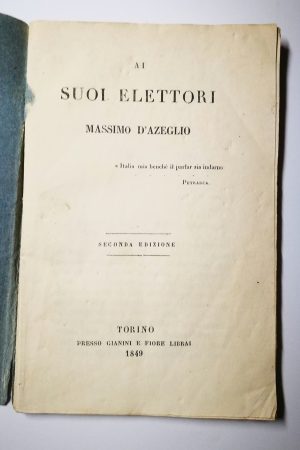 AI
SUOI ELETTORI
MASSIMO D'AZEGLIO
« Italia mia benchè il parlar sia indarno
PETRARCA.
SECONDA EDIZIONE
TORINO
PRESSO GIANINI E FIORE LIBRAI
1849